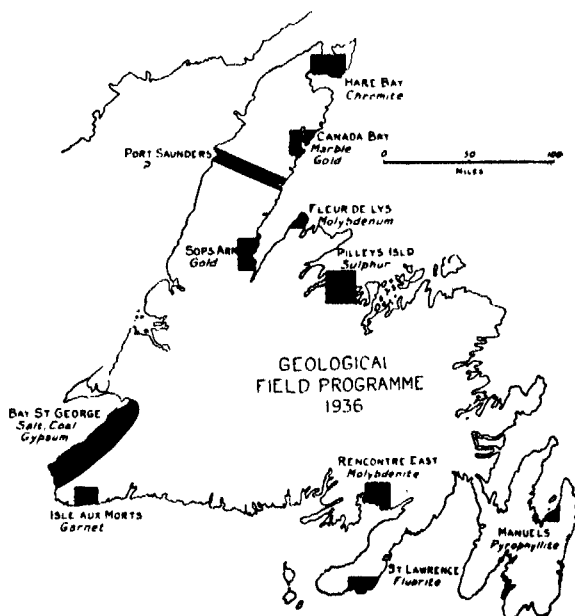 HARE BAY
Chromite
CANADA BAY
Marble
Gold
PORT SAUNDERS
?
0 50 100
MILES
FLEUR DE LYS
Molybdenum
SOPS ARM
Gold
PILLEYS ISLD
Sulphur
GEOLOGICAL
FIELD PROGRAMME
1936
BAY ST GEORGE
Salt, Coal
Gypsum
RENCONTRE EAST
Molybdenite
ISLE AUX MORTS
Garnet
MANUELS
Pyrophyllite
ST LAWRENCE
Fluorite